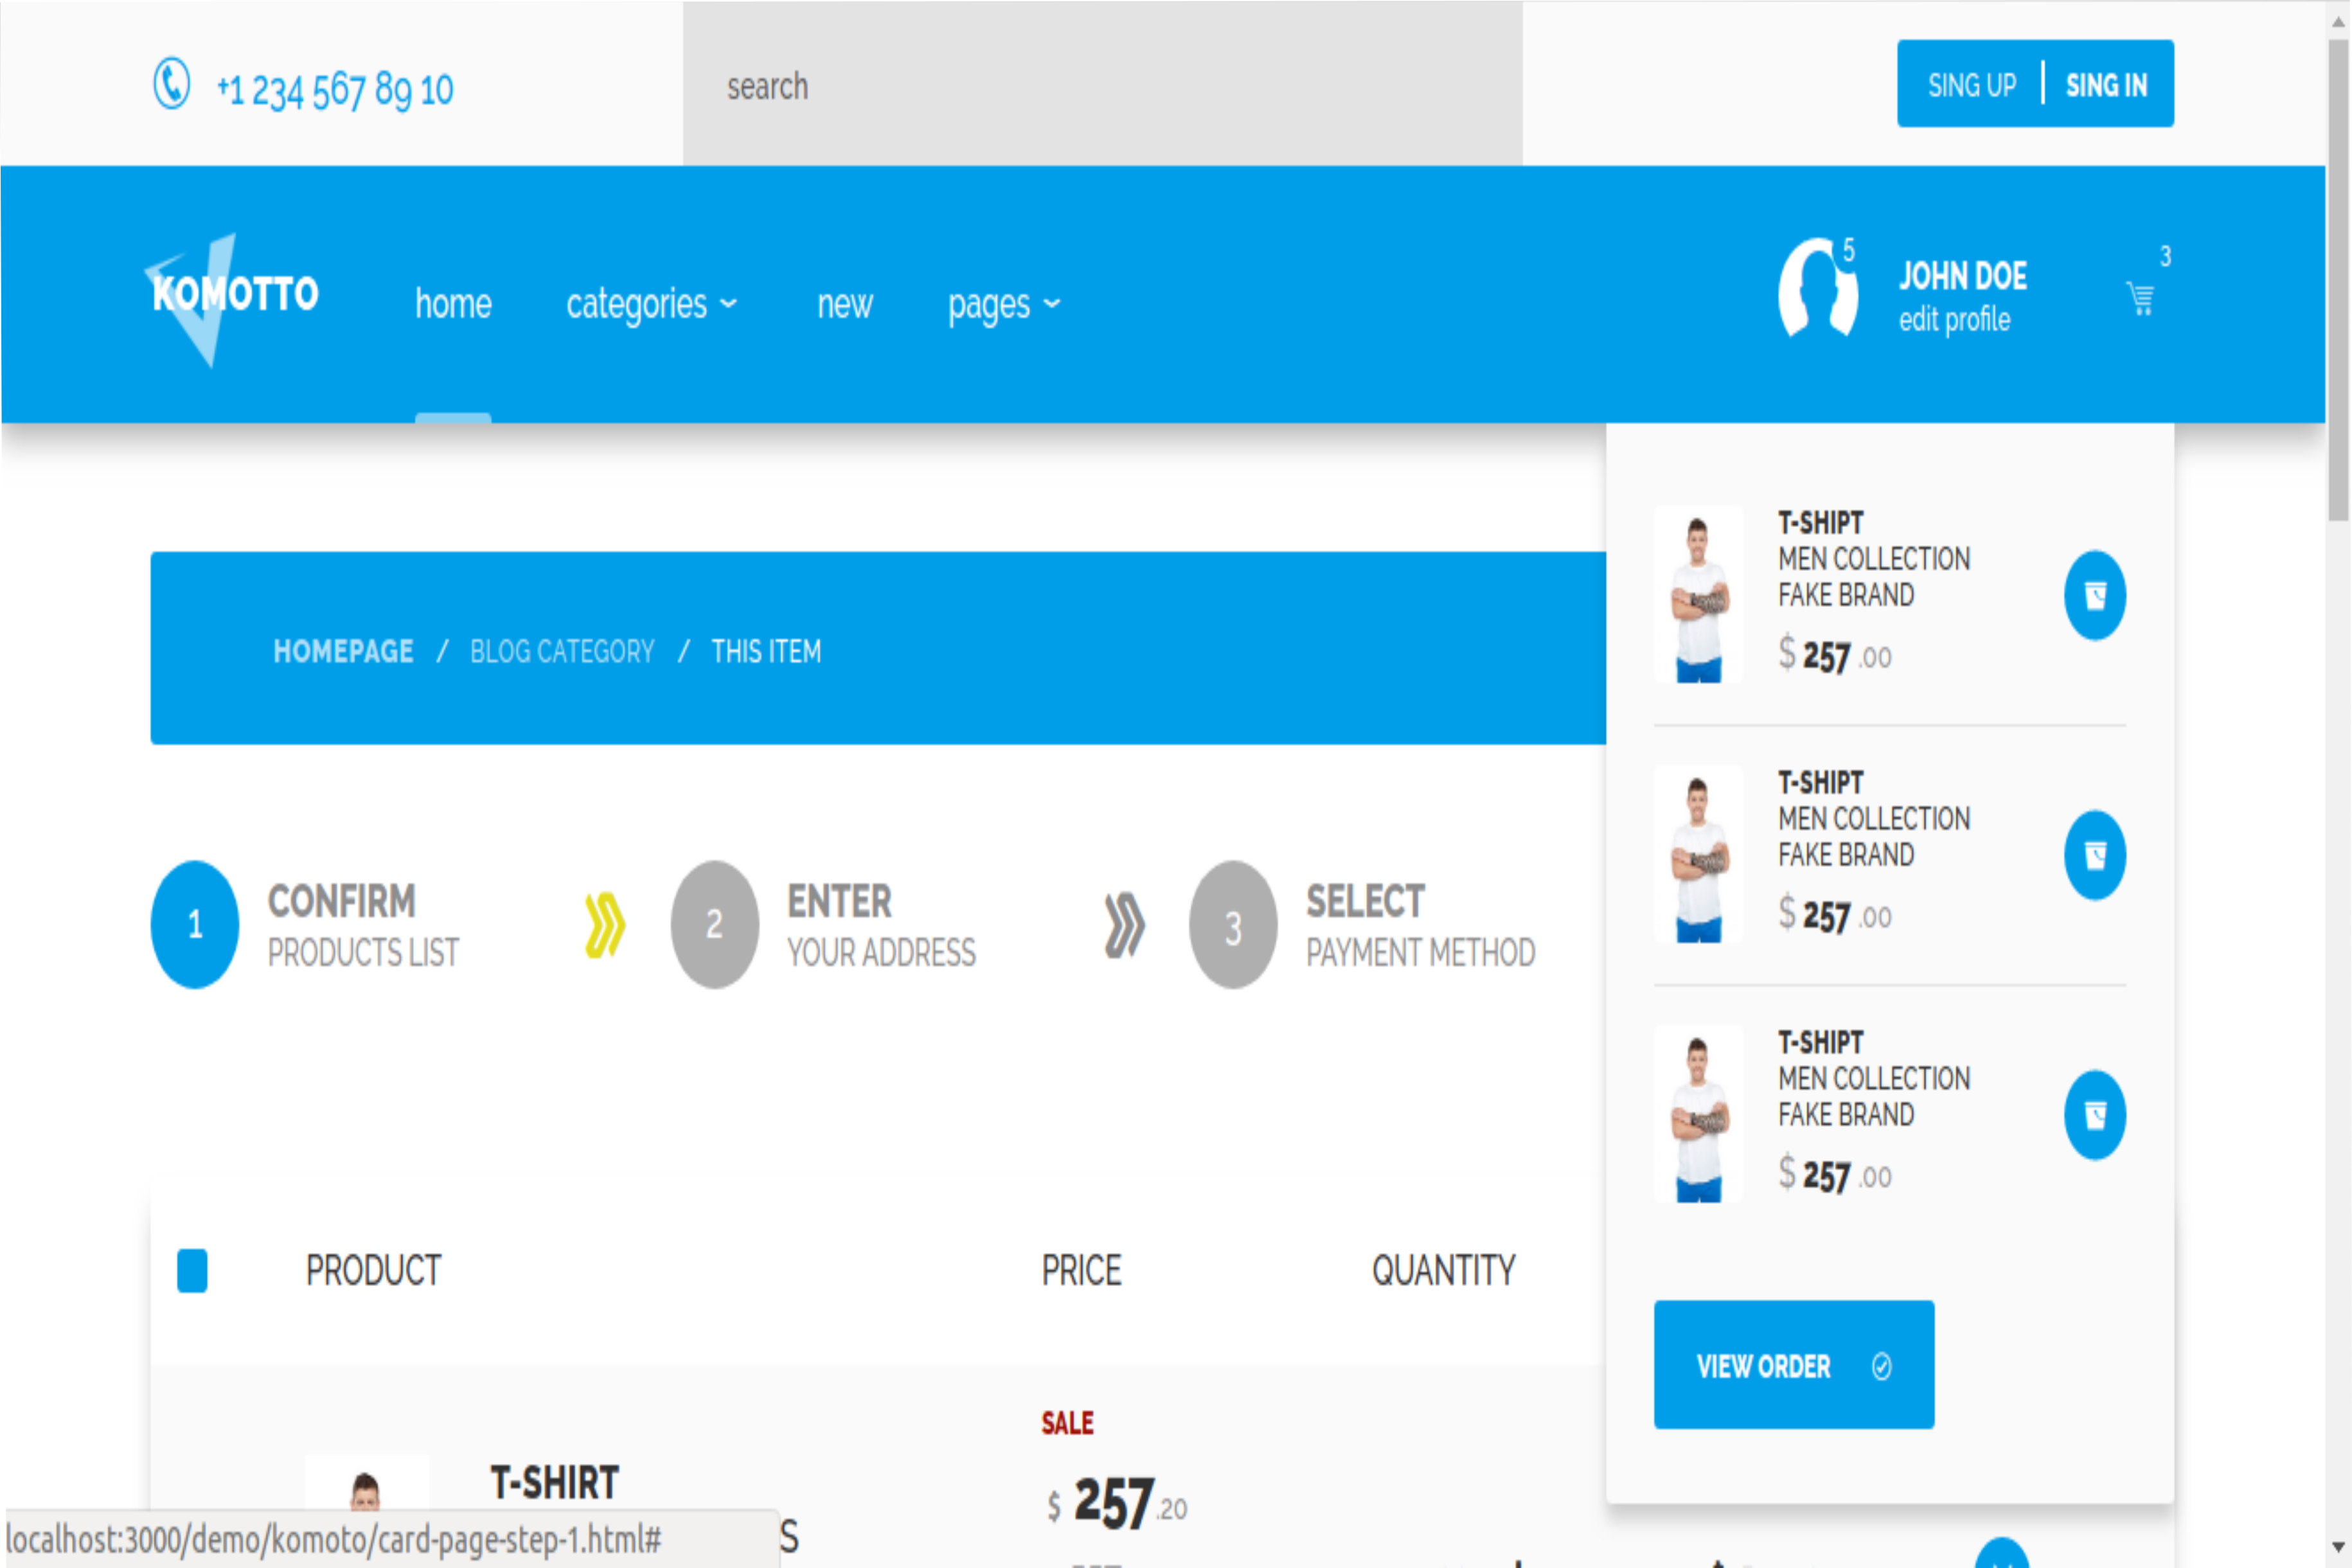 +1 234 567 89 10
search
SING UP | SING IN
KOMOTTO
home
categories
new
pages
5
JOHN DOE
edit profile
3
HOMEPAGE / BLOG CATEGORY / THIS ITEM
1
CONFIRM
PRODUCTS LIST
2
ENTER
YOUR ADDRESS
3
SELECT
PAYMENT METHOD
T-SHIPT
MEN COLLECTION
FAKE BRAND
$ 257 .00
T-SHIPT
MEN COLLECTION
FAKE BRAND
$ 257 .00
T-SHIPT
MEN COLLECTION
FAKE BRAND
$ 257 .00
VIEW ORDER
PRODUCT
PRICE
QUANTITY
T-SHIRT
S
SALE
$ 257.20
localhost:3000/demo/komoto/card-page-step-1.html#